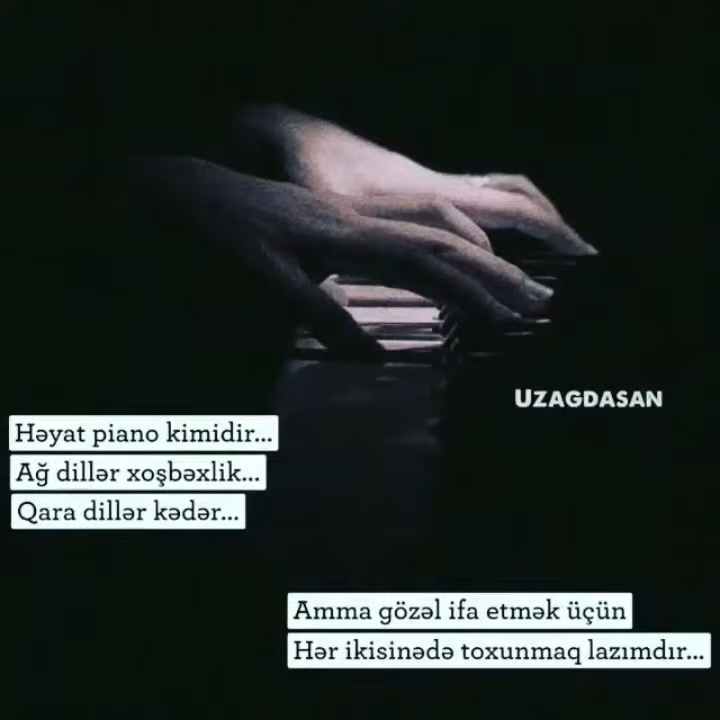 UZAGDASAN
Həyat piano kimidir...
Ağ dillər xoşbəxlik...
Qara dillər kədər...
Amma gözəl ifa etmək üçün
Hər ikisinədə toxunmaq lazımdır...